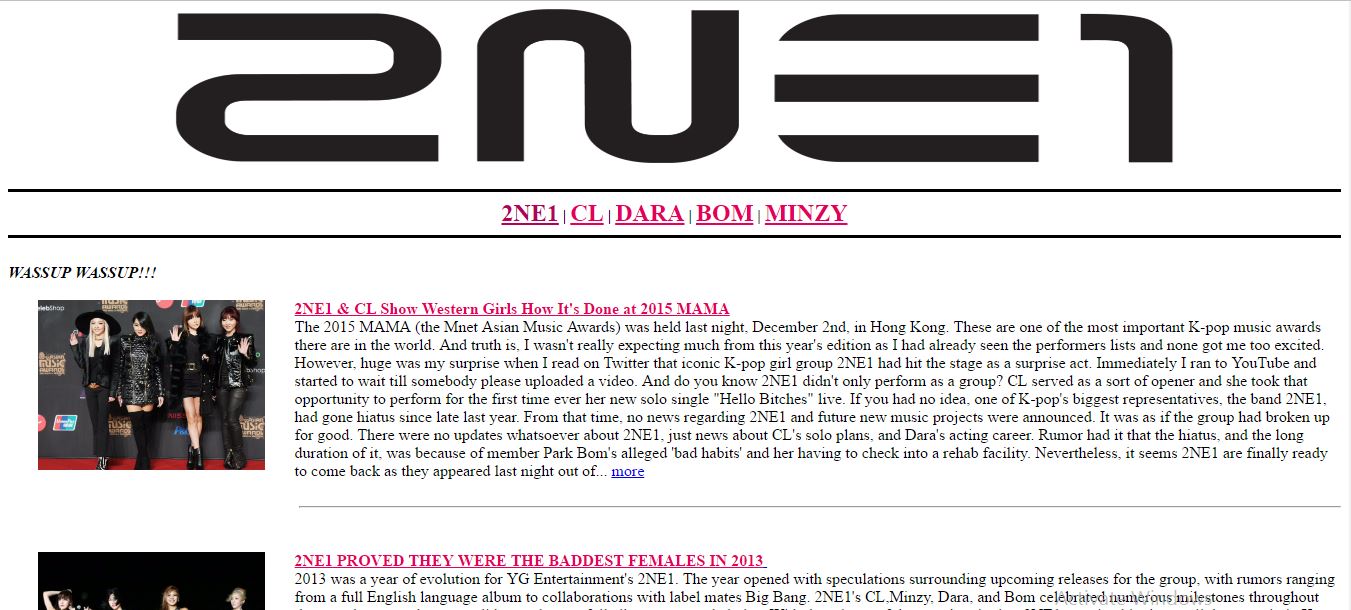 2NE1
2NE1 | CL | DARA | BOM | MINZY
WASSUP WASSUP!!!
2NE1 & CL Show Western Girls How It's Done at 2015 MAMA
The 2015 MAMA (the Mnet Asian Music Awards) was held last night, December 2nd, in Hong Kong. These are one of the most important K-pop music awards
there are in the world. And truth is, I wasn't really expecting much from this year's edition as I had already seen the performers lists and none got me too excited.
However, huge was my surprise when I read on Twitter that iconic K-pop girl group 2NE1 had hit the stage as a surprise act. Immediately I ran to YouTube and
started to wait till somebody please uploaded a video. And do you know 2NE1 didn't only perform as a group? CL served as a sort of opener and she took that
opportunity to perform for the first time ever her new solo single "Hello Bitches" live. If you had no idea, one of K-pop's biggest representatives, the band 2NE1,
had gone hiatus since late last year. From that tine, no news regarding 2NE1 and future new music projects were announced. It was as if the group had broken up
for good. There were no updates whatsoever about 2NE1, just news about CL's solo plans, and Dara's acting career. Rumor had it that the hiatus, and the long
duration of it, was because of member Park Bom's alleged 'bad habits' and her having to check into a rehab facility. Nevertheless, it seems 2NE1 are finally ready
to come back as they appeared last night out of... more
2NE1 PROVED THEY WERE THE BADDEST FEMALES IN 2013
2013 was a year of evolution for YG Entertainment's 2NE1. The year opened with speculations surrounding upcoming releases for the group, with rumors ranging
from a full English language album to collaborations with label mates Big Bang. 2NE1's CL,Minzy, Dara, and Bom celebrated numerous milestones throughout
Activate Windows